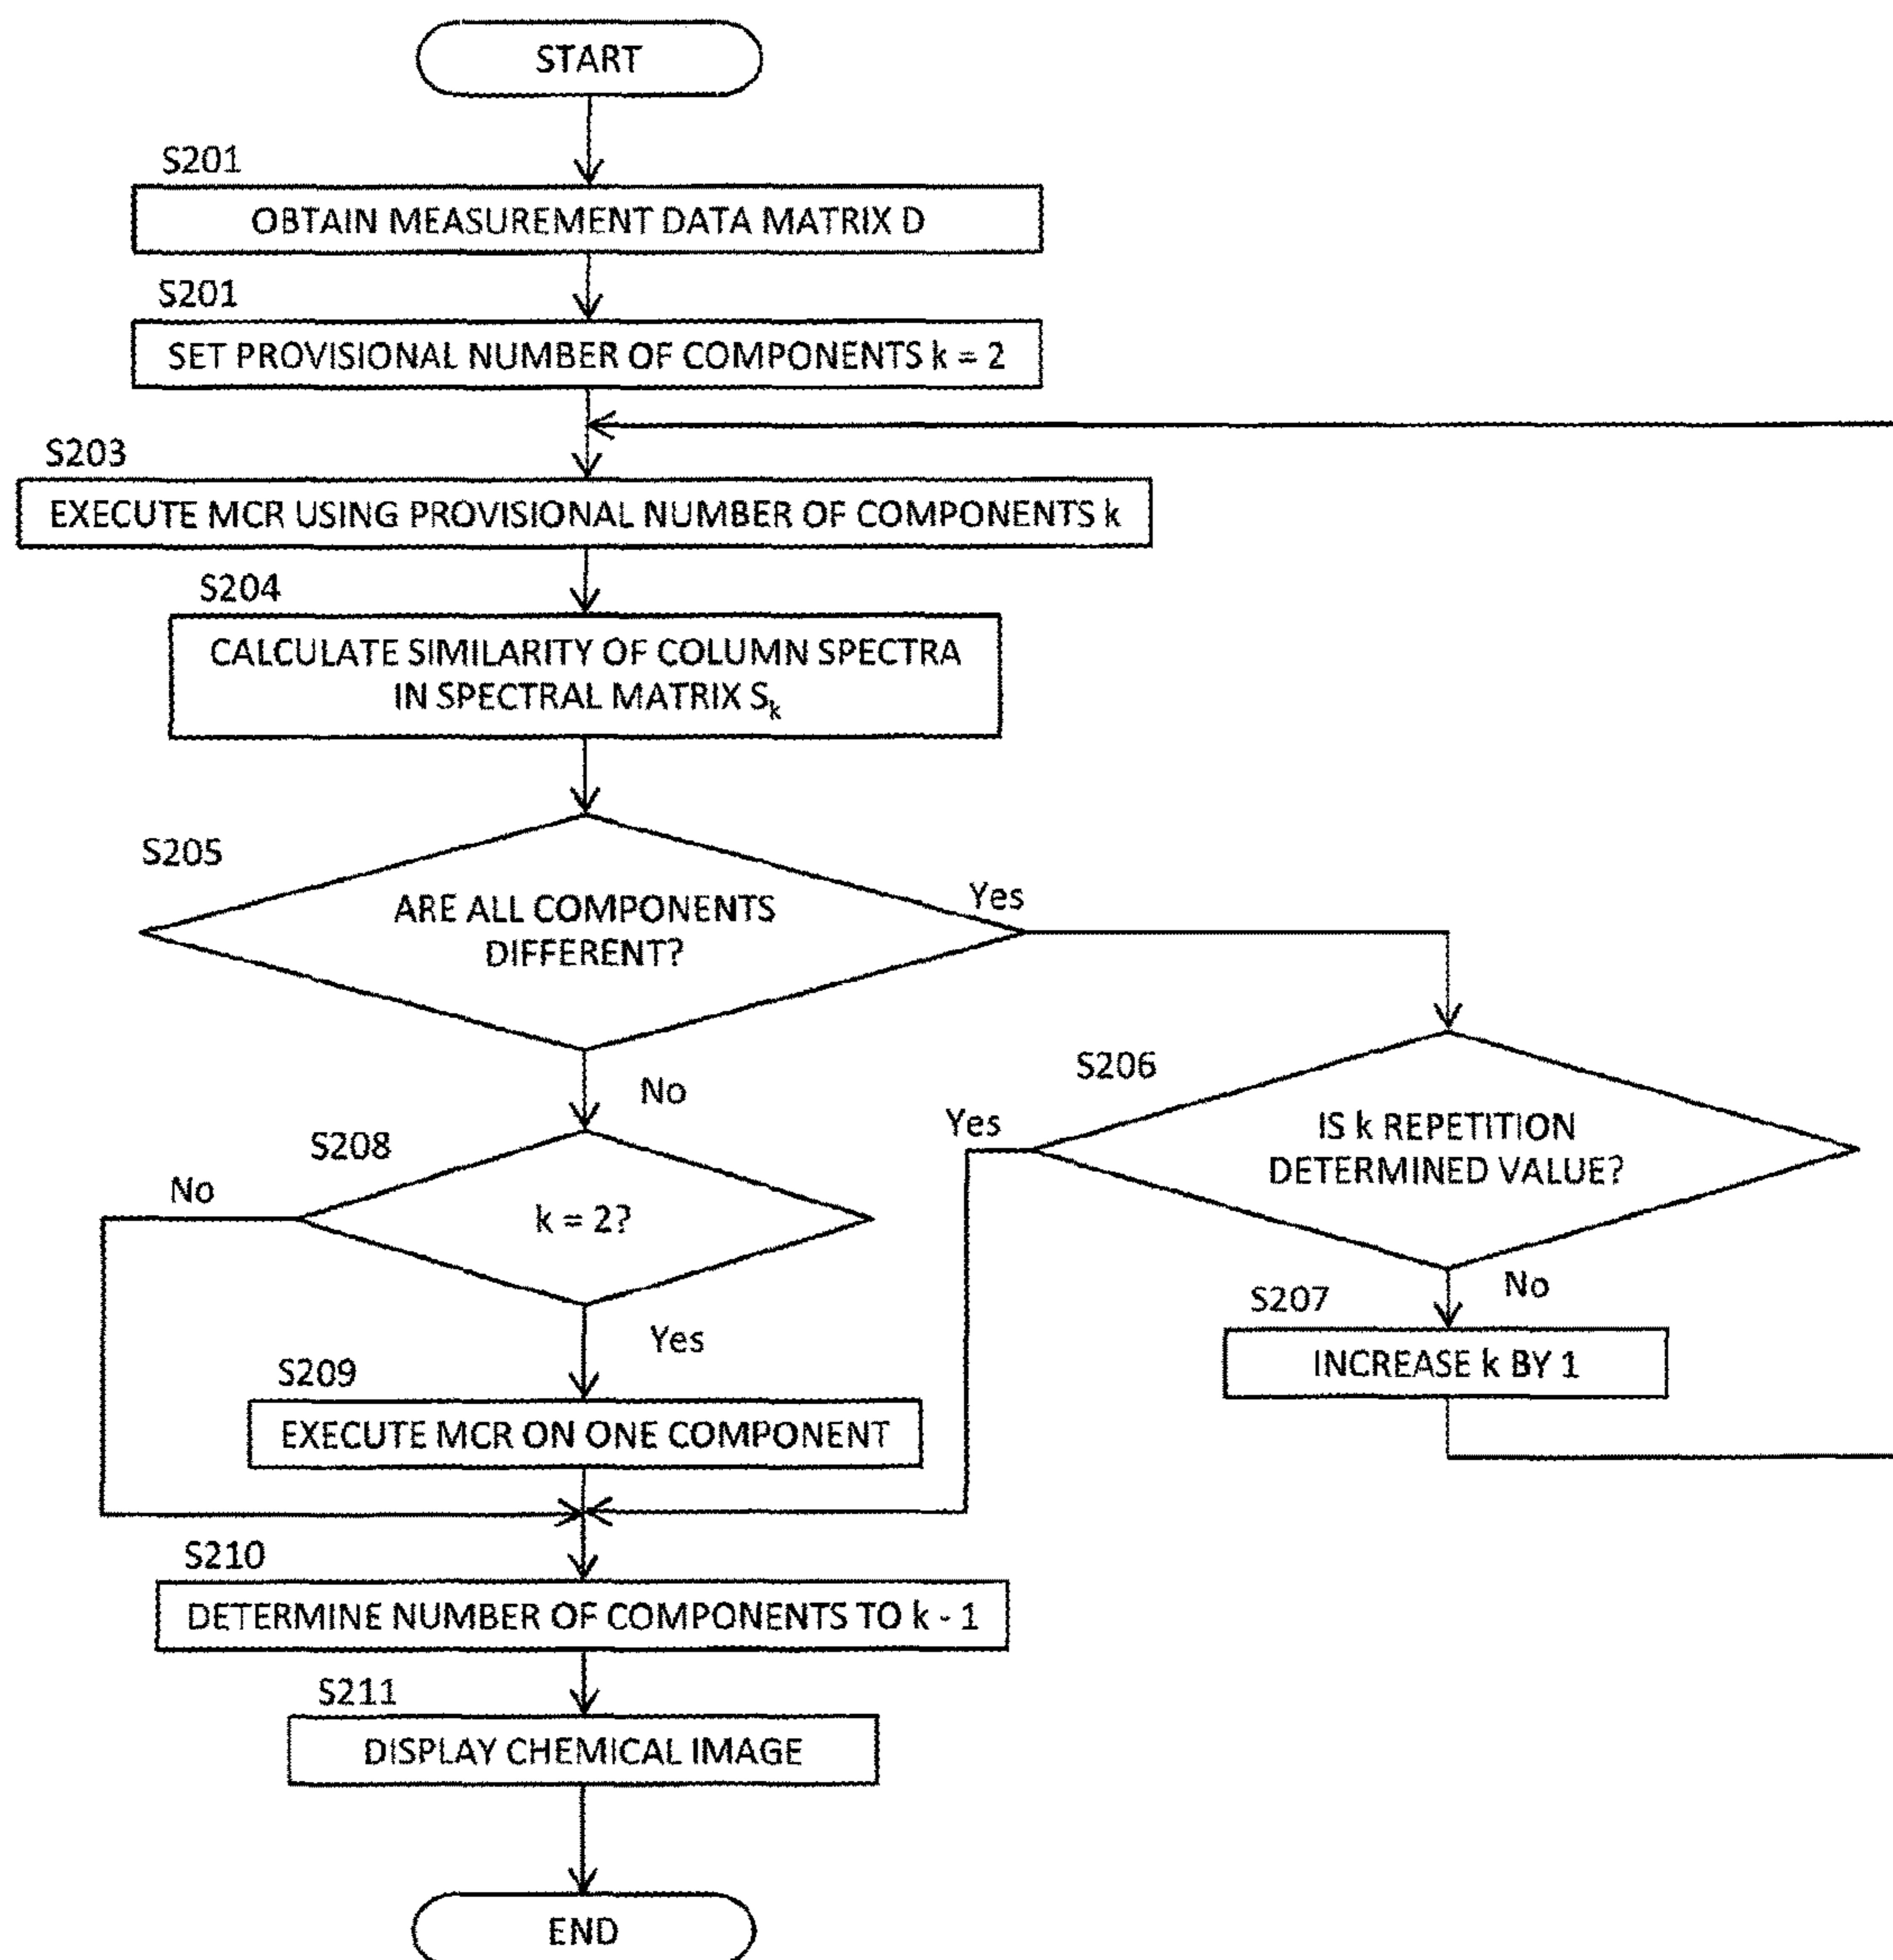 START
S201
OBTAIN MEASUREMENT DATA MATRIX D
S201
SET PROVISIONAL NUMBER OF COMPONENTS k = 2
S203
EXECUTE MCR USING PROVISIONAL NUMBER OF COMPONENTS k
S204
CALCULATE SIMILARITY OF COLUMN SPECTRA
IN SPECTRAL MATRIX Sk
S205
ARE ALL COMPONENTS
DIFFERENT?
Yes
No
S206
IS k REPETITION
DETERMINED VALUE?
Yes
No
S207
INCREASE k BY 1
S208
k = 2?
No
Yes
S209
EXECUTE MCR ON ONE COMPONENT
S210
DETERMINE NUMBER OF COMPONENTS TO k - 1
S211
DISPLAY CHEMICAL IMAGE
END